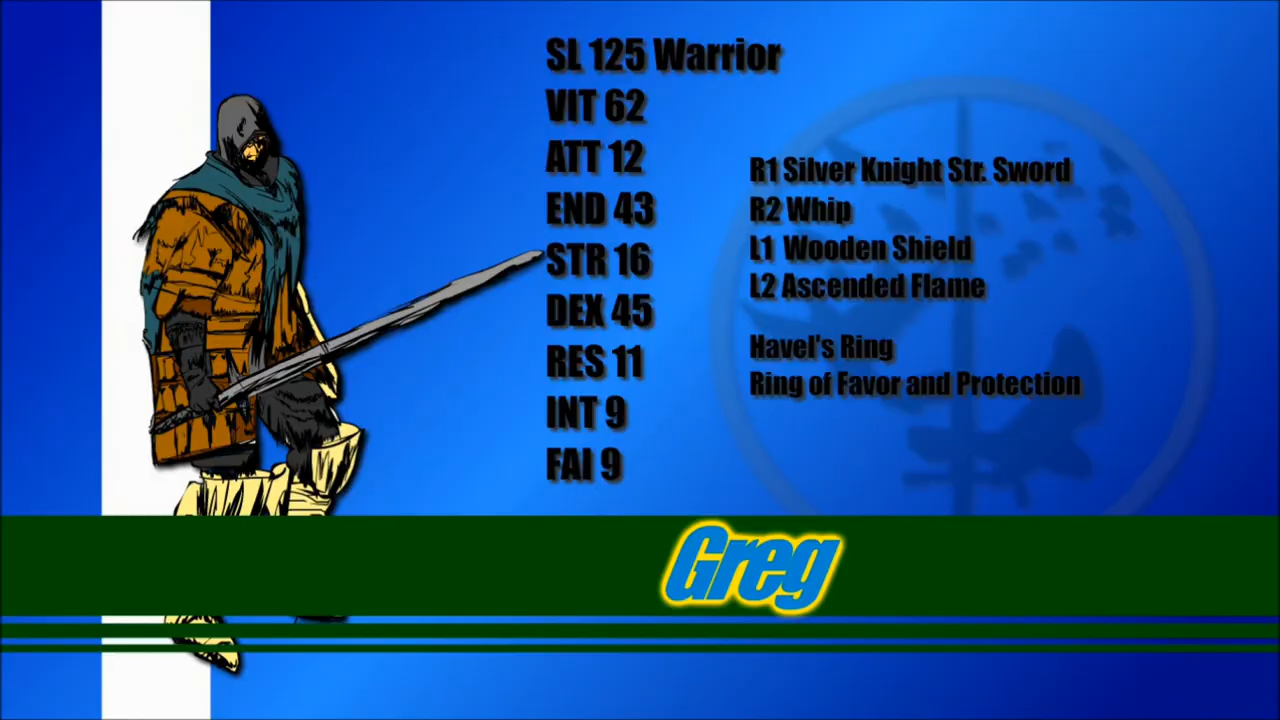 SL 125 Warrior
VIT 62
ATT 12
END 43
STR 16
DEX 45
RES 11
INT 9
FAI 9
R1 Silver Knight Str. Sword
R2 Whip
L1 Wooden Shield
L2 Ascended Flame
Havel's Ring
Ring of Favor and Protection
Greg